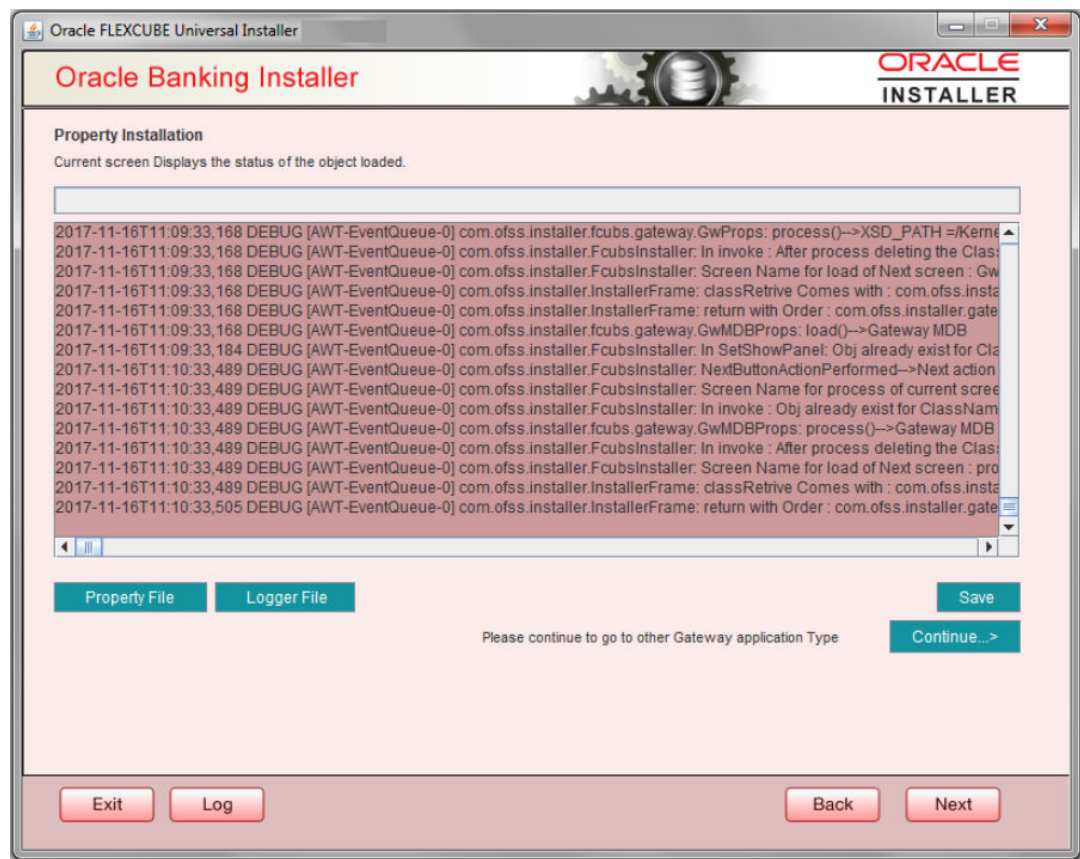 Oracle FLEXCUBE Universal Installer
Oracle Banking Installer
ORACLE
INSTALLER
Property Installation
Current screen Displays the status of the object loaded.
2017-11-16T11:09:33,168 DEBUG [AWT-EventQueue-0] com.ofss.installer.fcubs.gateway.GwProps: process()-->XSD_PATH =/Kerne
2017-11-16T11:09:33,168 DEBUG [AWT-EventQueue-0] com.ofss.installer.FcubsInstaller: In invoke : After process deleting the Class
2017-11-16T11:09:33,168 DEBUG [AWT-EventQueue-0] com.ofss.installer.FcubsInstaller: Screen Name for load of Next screen : Gw
2017-11-16T11:09:33,168 DEBUG [AWT-EventQueue-0] com.ofss.installer.InstallerFrame: classRetrive Comes with : com.ofss.insta
2017-11-16T11:09:33,168 DEBUG [AWT-EventQueue-0] com.ofss.installer.InstallerFrame: return with Order : com.ofss.installer.gate
2017-11-16T11:09:33,168 DEBUG [AWT-EventQueue-0] com.ofss.installer.fcubs.gateway.GwMDBProps: load()-->Gateway MDB
2017-11-16T11:09:33,184 DEBUG [AWT-EventQueue-0] com.ofss.installer.FcubsInstaller: In SetShowPanel: Obj already exist for Cla
2017-11-16T11:10:33,489 DEBUG [AWT-EventQueue-0] com.ofss.installer.FcubsInstaller: NextButtonActionPerformed-->Next action
2017-11-16T11:10:33,489 DEBUG [AWT-EventQueue-0] com.ofss.installer.FcubsInstaller: Screen Name for process of current scree
2017-11-16T11:10:33,489 DEBUG [AWT-EventQueue-0] com.ofss.installer.FcubsInstaller: In invoke : Obj already exist for ClassNam
2017-11-16T11:10:33,489 DEBUG [AWT-EventQueue-0] com.ofss.installer.fcubs.gateway.GwMDBProps: process()-->Gateway MDB
2017-11-16T11:10:33,489 DEBUG [AWT-EventQueue-0] com.ofss.installer.FcubsInstaller: In invoke : After process deleting the Class
2017-11-16T11:10:33,489 DEBUG [AWT-EventQueue-0] com.ofss.installer.FcubsInstaller: Screen Name for load of Next screen : pro
2017-11-16T11:10:33,489 DEBUG [AWT-EventQueue-0] com.ofss.installer.InstallerFrame: classRetrive Comes with : com.ofss.insta
2017-11-16T11:10:33,505 DEBUG [AWT-EventQueue-0] com.ofss.installer.InstallerFrame: return with Order : com.ofss.installer.gate
Property File
Logger File
Save
Please continue to go to other Gateway application Type
Continue...>
Exit
Log
Back
Next